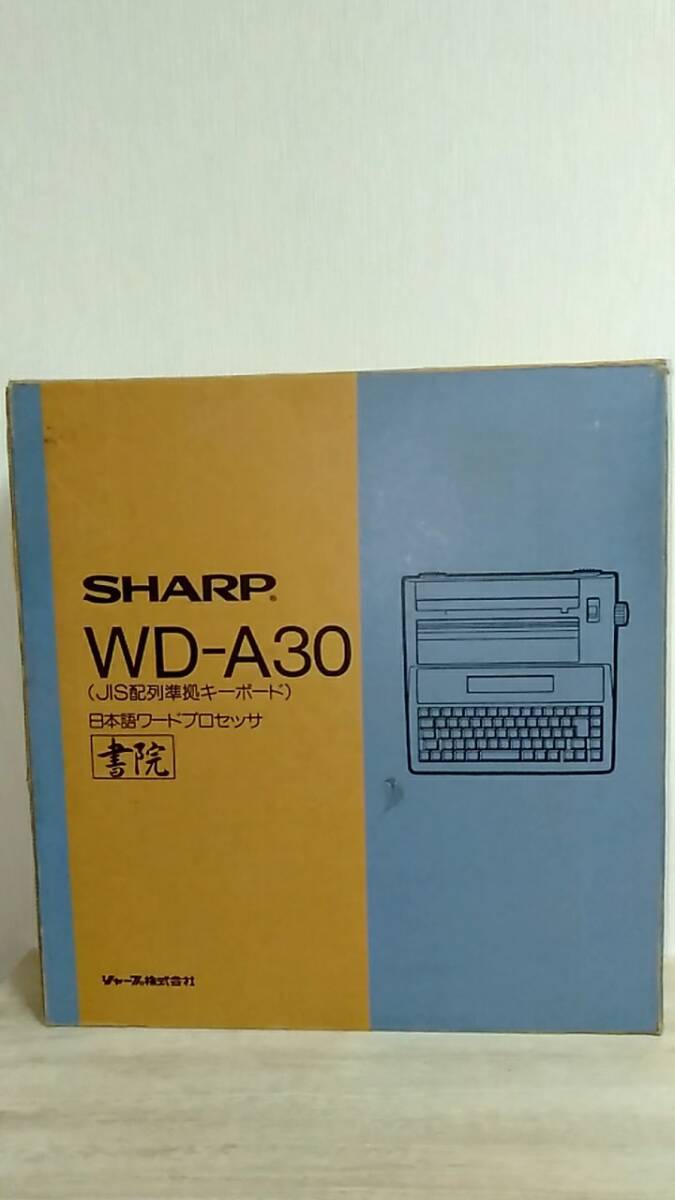 SHARP®
WD-A30
(JIS配列準拠キーボード)
日本語ワードプロセッサ
書院
シャープ株式会社